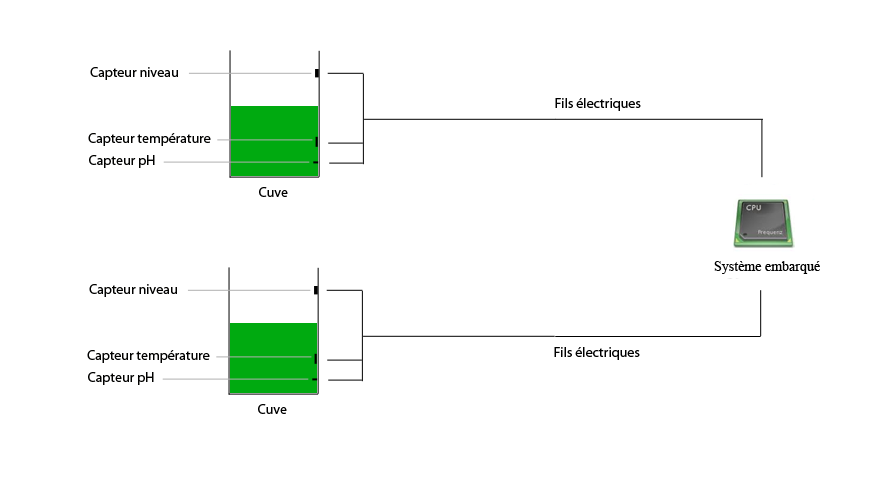 Capteur niveau
Fils électriques
Capteur température
Capteur pH
Cuve
CPU
Frequenz
Système embarqué
Capteur niveau
Fils électriques
Capteur température
Capteur pH
Cuve